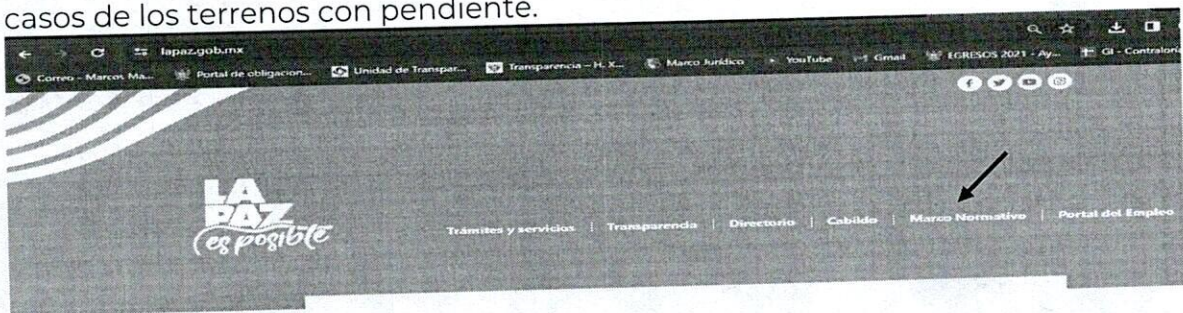 casos de los terrenos con pendiente.
lapaz.gob.mx
Correo - Marcos Ma... Portal de obligacion... Unidad de Transpar... Transparencia – H. X... Marco Jurídico YouTube Gmail EGRESOS 2021 - Ay... GI - Contraloría
LA
PAZ
es posible
Trámites y servicios | Transparencia | Directorio | Cabildo | Marco Normativo | Portal del Empleo